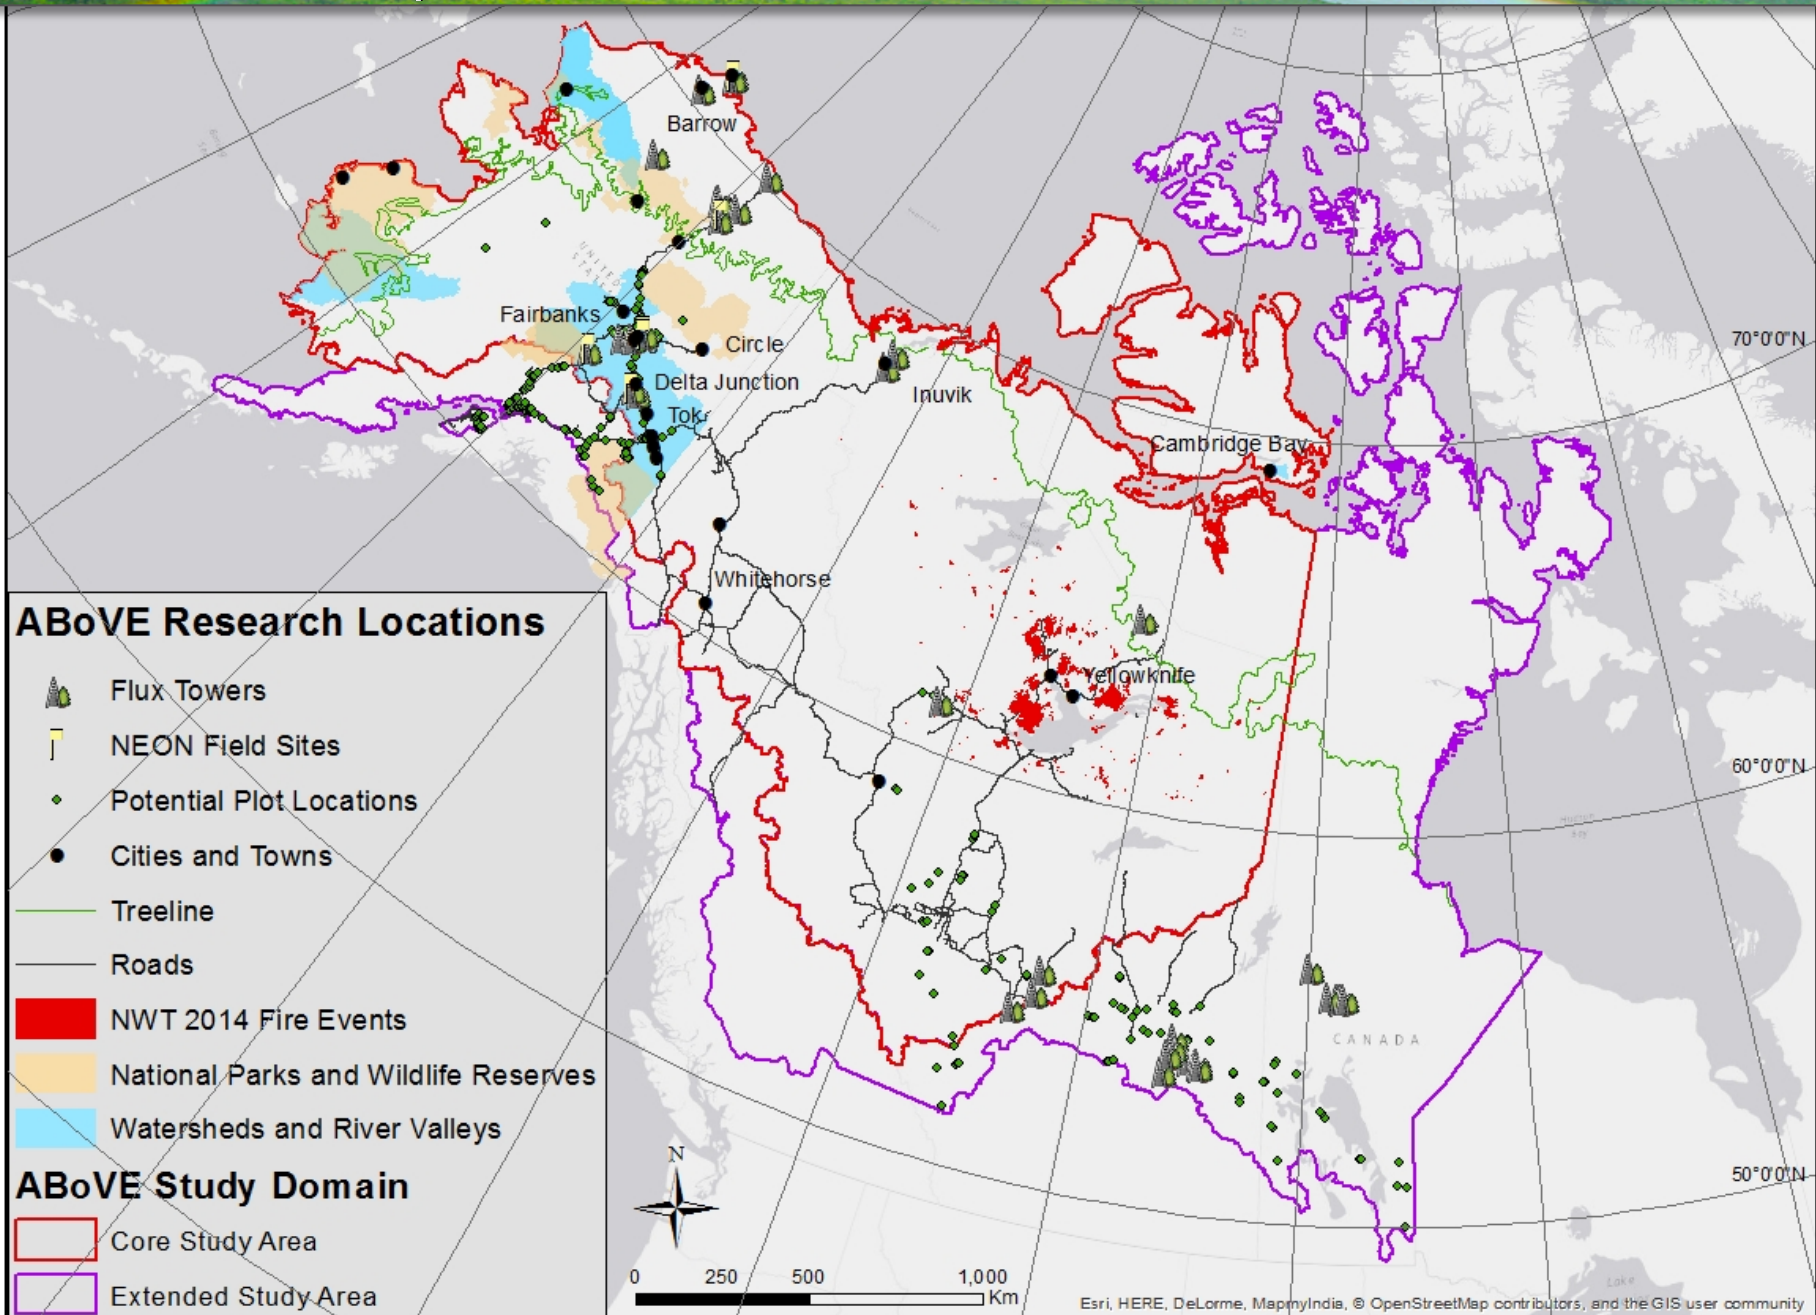 Barrow
Fairbanks
Circle
Delta Junction
Tok
Inuvik
Cambridge Bay
70°0'0"N
Whitehorse
Yellowknife
60°0'0"N
CANADA
50°0'0"N
ABoVE Research Locations
Flux Towers
NEON Field Sites
Potential Plot Locations
Cities and Towns
Treeline
Roads
NWT 2014 Fire Events
National Parks and Wildlife Reserves
Watersheds and River Valleys
ABoVE Study Domain
Core Study Area
Extended Study Area
N
0 250 500 1,000
Km
Lake
Esri, HERE, DeLorme, MapmyIndia, © OpenStreetMap contributors, and the GIS user community